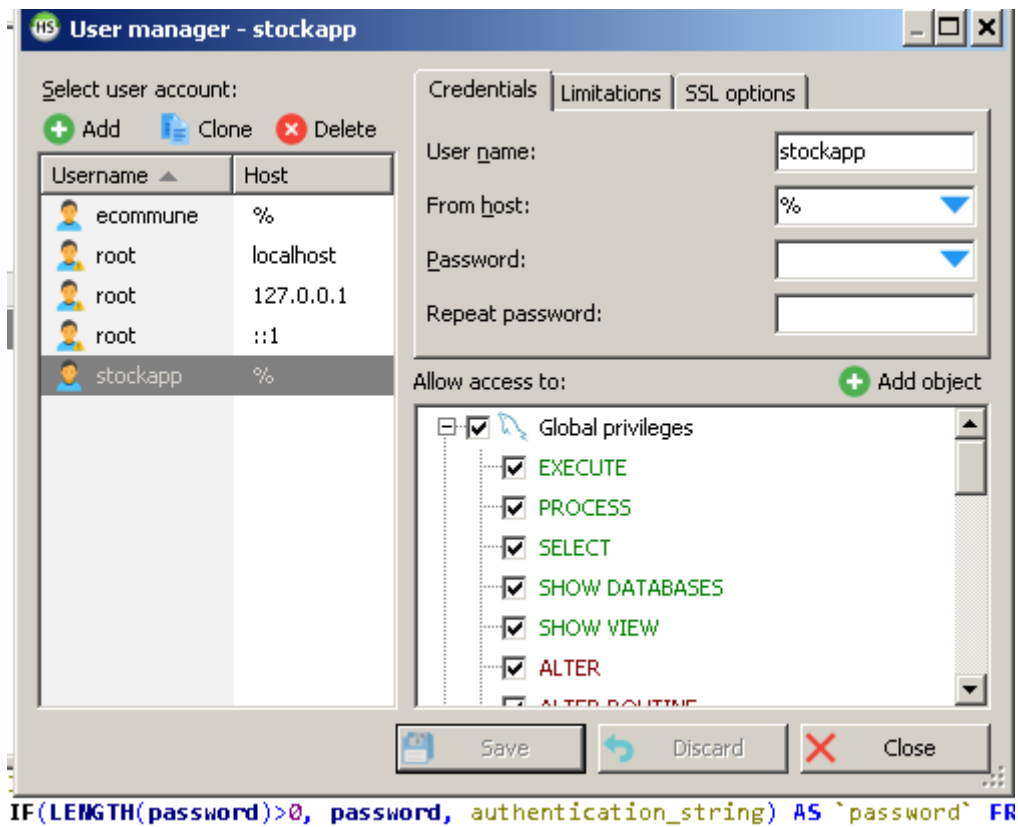 HS User manager - stockapp
Select user account:
Add Clone Delete
Username Host
ecommune %
root localhost
root 127.0.0.1
root ::1
stockapp %
Credentials Limitations SSL options
User name: stockapp
From host: %
Password:
Repeat password:
Allow access to: Add object
Global privileges
EXECUTE
PROCESS
SELECT
SHOW DATABASES
SHOW VIEW
ALTER
ALTER ROUTINE
Save Discard Close
IF(LENGTH(password)>0, password, authentication_string) AS `password` FR